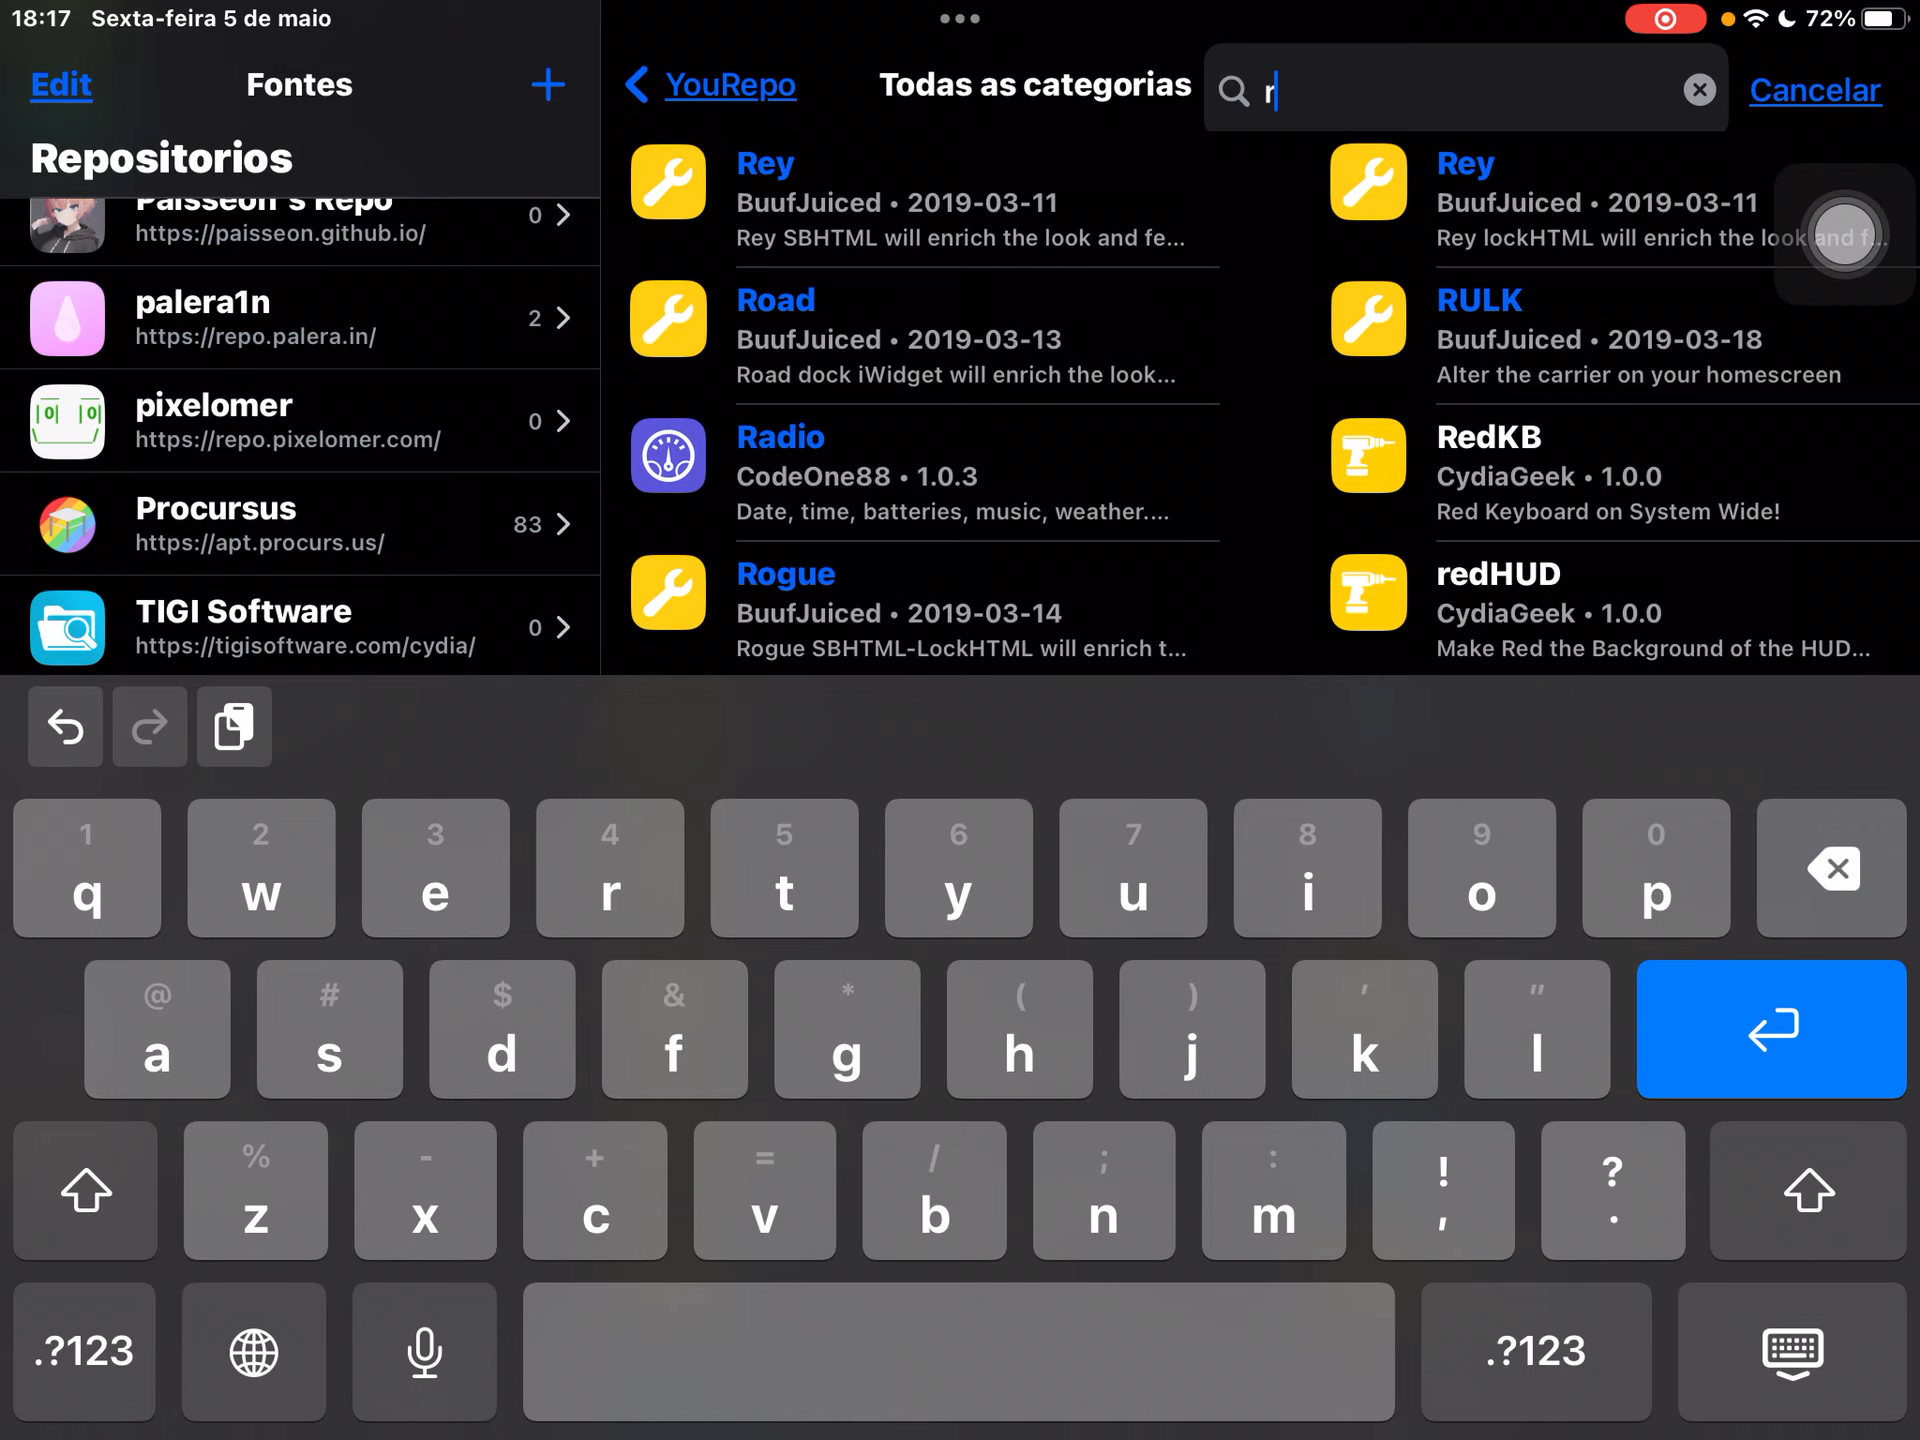 18:17 Sexta-feira 5 de maio
72%
Edit
Fontes
+
YouRepo
Todas as categorias
r
Cancelar
Repositorios
Paisseon's Repo
https://paisseon.github.io/
0
palera1n
https://repo.palera.in/
2
pixelomer
https://repo.pixelomer.com/
0
Procursus
https://apt.procurs.us/
83
TIGI Software
https://tigisoftware.com/cydia/
0
Rey
BuufJuiced • 2019-03-11
Rey SBHTML will enrich the look and fe...
Rey
BuufJuiced • 2019-03-11
Rey lockHTML will enrich the look and f...
Road
BuufJuiced • 2019-03-13
Road dock iWidget will enrich the look...
RULK
BuufJuiced • 2019-03-18
Alter the carrier on your homescreen
Radio
CodeOne88 • 1.0.3
Date, time, batteries, music, weather....
RedKB
CydiaGeek • 1.0.0
Red Keyboard on System Wide!
Rogue
BuufJuiced • 2019-03-14
Rogue SBHTML-LockHTML will enrich t...
redHUD
CydiaGeek • 1.0.0
Make Red the Background of the HUD...
1 2 3 4 5 6 7 8 9 0
q w e r t y u i o p
@ # $ & * ( ) ' "
a s d f g h j k l
% - + = / ; : ! ?
z x c v b n m , .
.?123 .?123